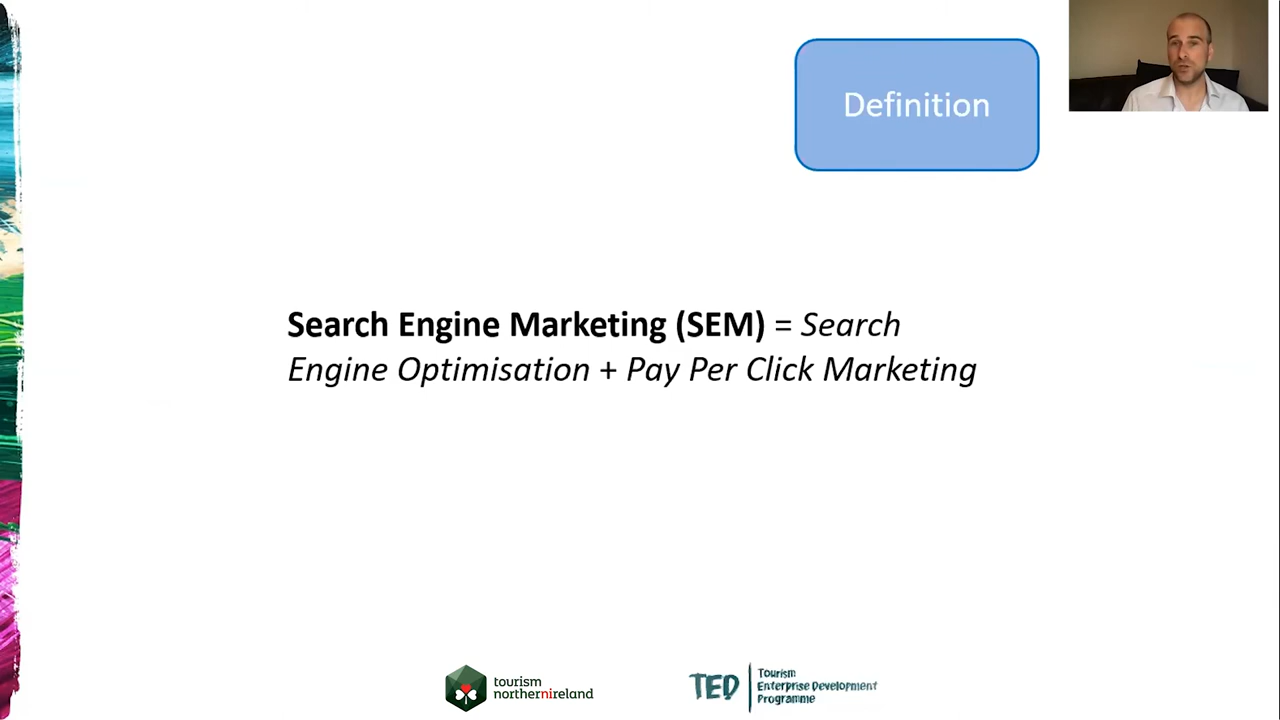 Definition
Search Engine Marketing (SEM) = Search
Engine Optimisation + Pay Per Click Marketing
tourism
northernireland
TED
Tourism
Enterprise Development
Programme